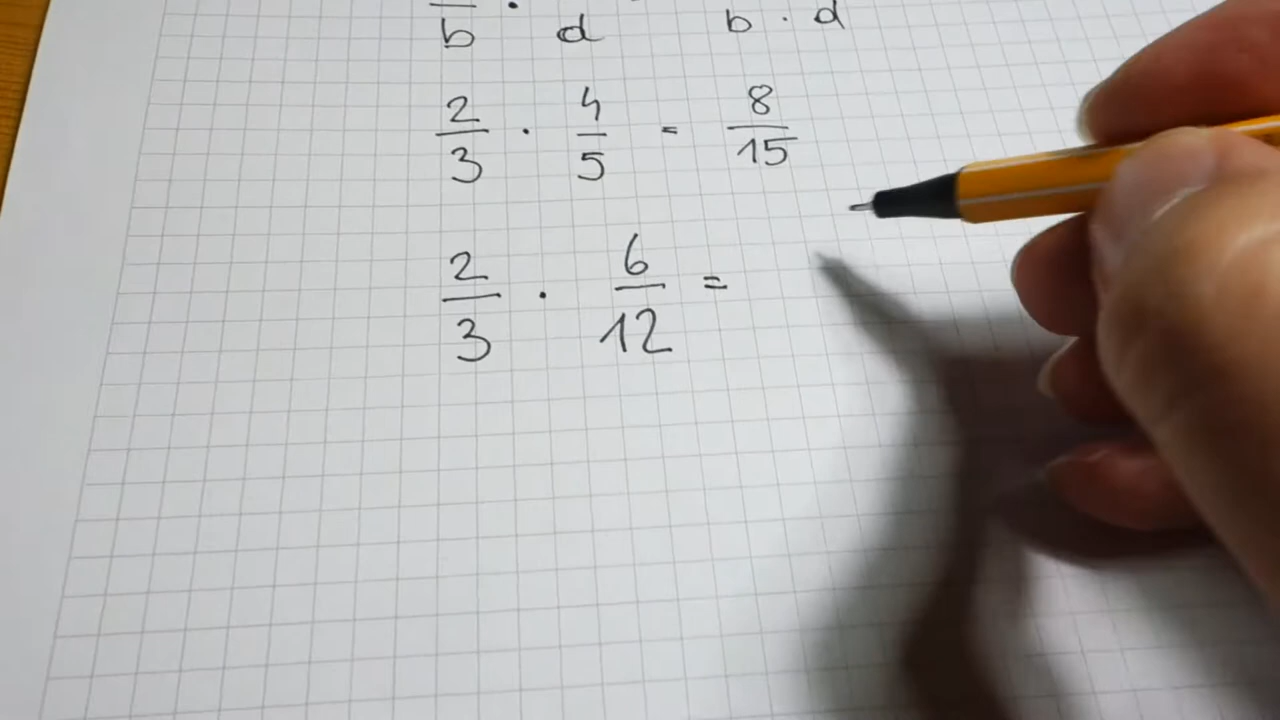 b · d b · d
2/3 · 4/5 = 8/15
2/3 · 6/12 =